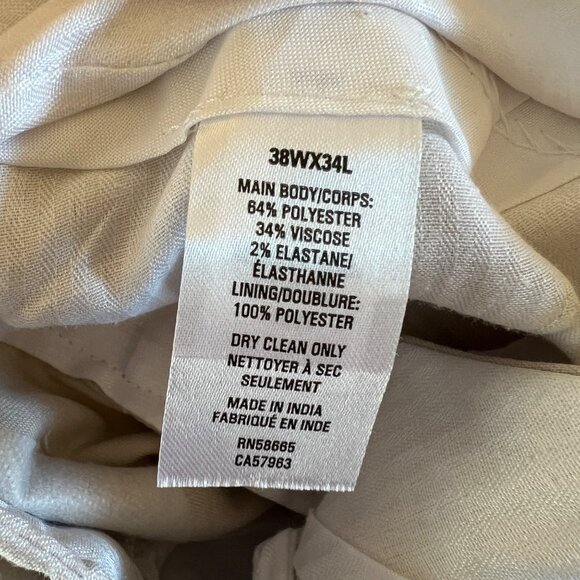 38WX34L
MAIN BODY/CORPS:
64% POLYESTER
34% VISCOSE
2% ELASTANE/
ÉLASTHANNE
LINING/DOUBLURE:
100% POLYESTER
DRY CLEAN ONLY
NETTOYER À SEC
SEULEMENT
MADE IN INDIA
FABRIQUÉ EN INDE
RN58665
CA57963